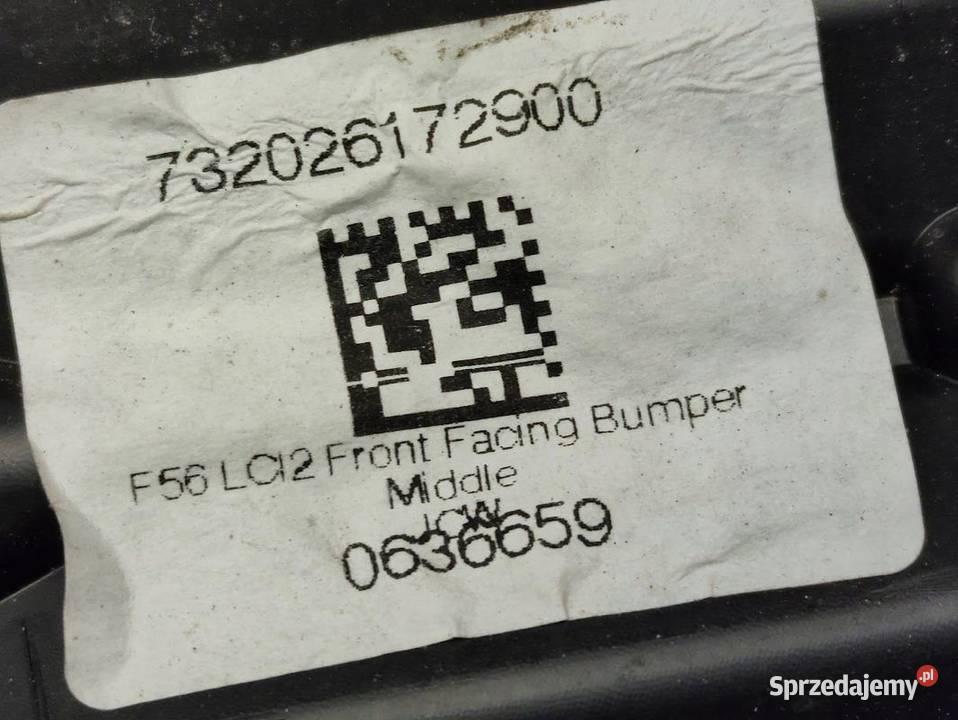 732026172900
F56 LCI2 Front Facing Bumper
Middle
JCW
0636659
Sprzedajemy.pl